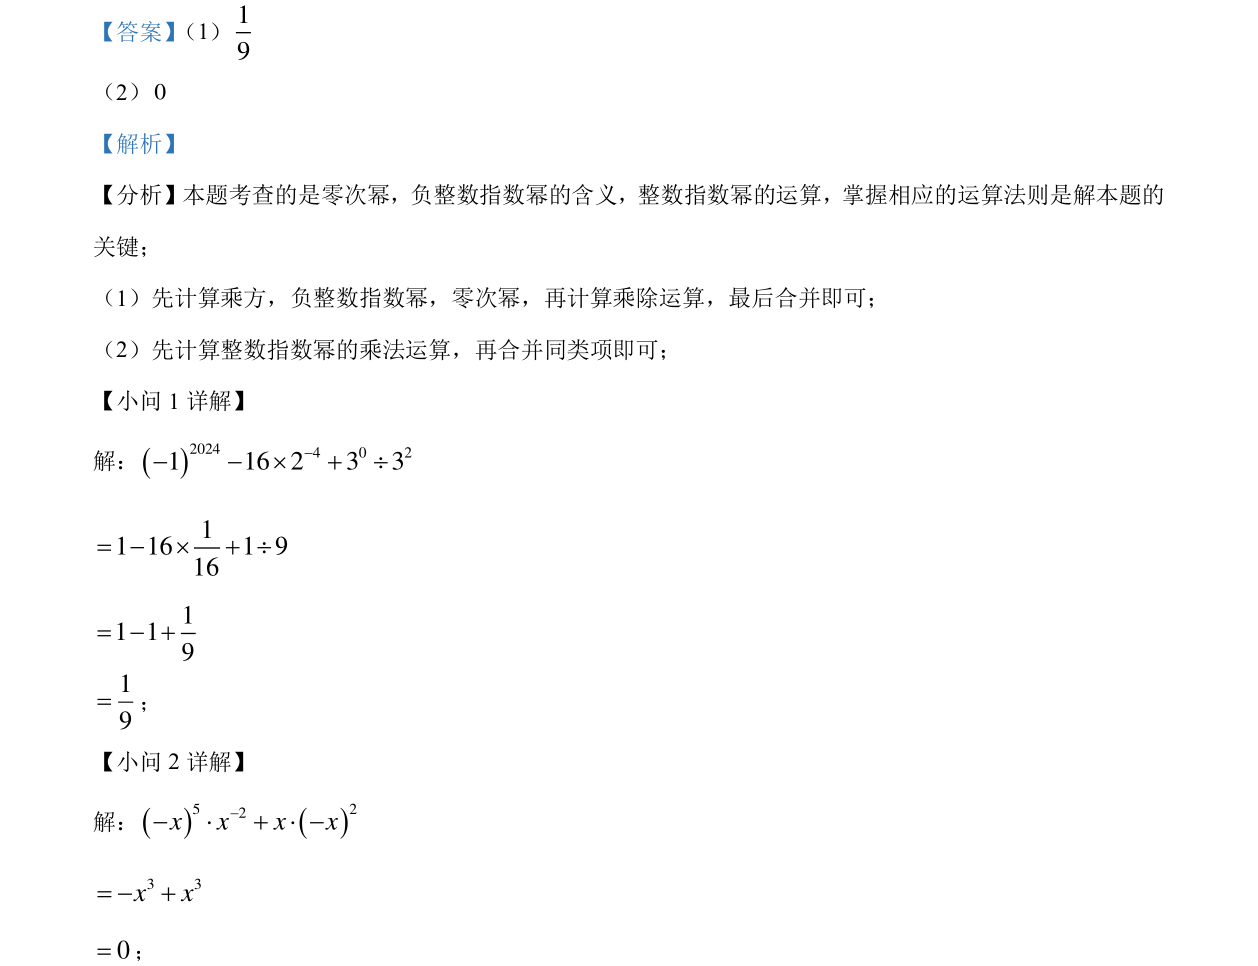 【答案】（1）1/9
（2）0
【解析】
【分析】本题考查的是零次幂，负整数指数幂的含义，整数指数幂的运算，掌握相应的运算法则是解本题的
关键；
（1）先计算乘方，负整数指数幂，零次幂，再计算乘除运算，最后合并即可；
（2）先计算整数指数幂的乘法运算，再合并同类项即可；
【小问 1 详解】
解：(−1)^2024 −16×2^−4 +3^0 ÷3^2
=1−16×1/16+1÷9
=1−1+1/9
=1/9；
【小问 2 详解】
解：(−x)^5 ·x^−2 +x·(−x)^2
=−x^3 +x^3
=0；